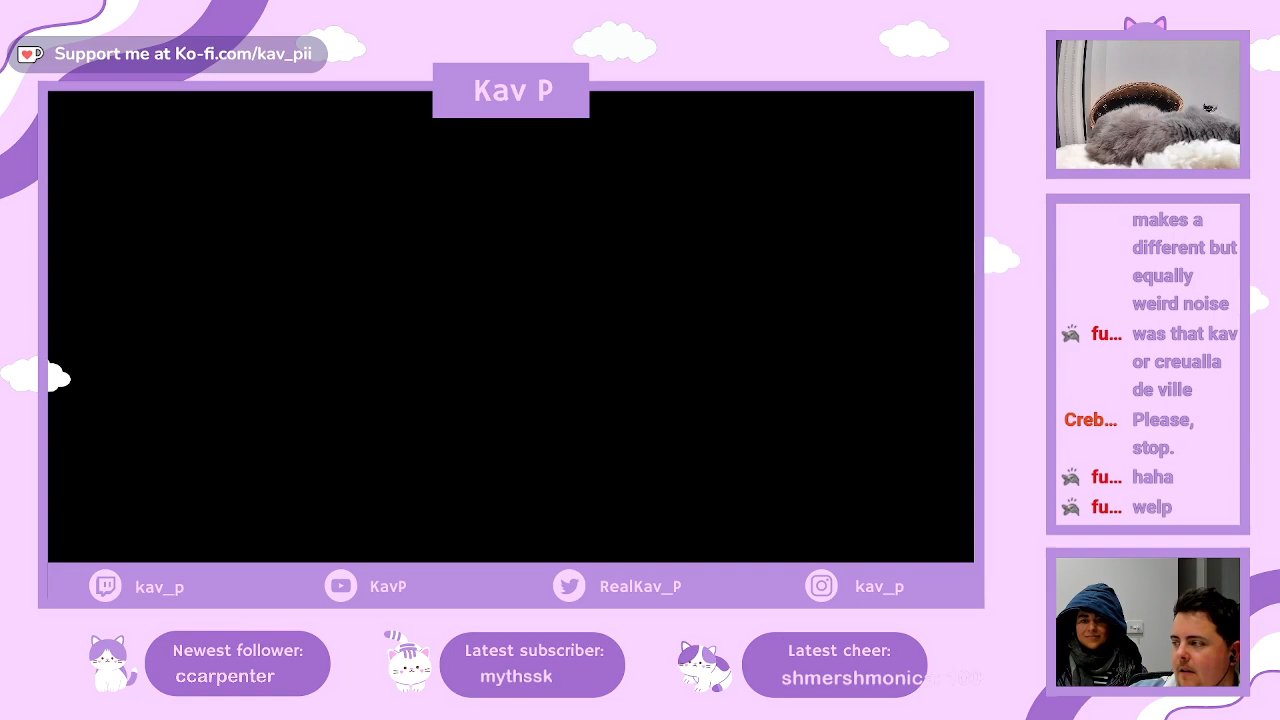 Support me at Ko-fi.com/kav_pii
Kav P
makes a
different but
equally
weird noise
fu... was that kav
or creualla
de ville
Creb... Please,
stop.
fu... haha
fu... welp
kav_p
KavP
RealKav_P
kav_p
Newest follower:
ccarpenter
Latest subscriber:
mythssk
Latest cheer:
shmershmonica: